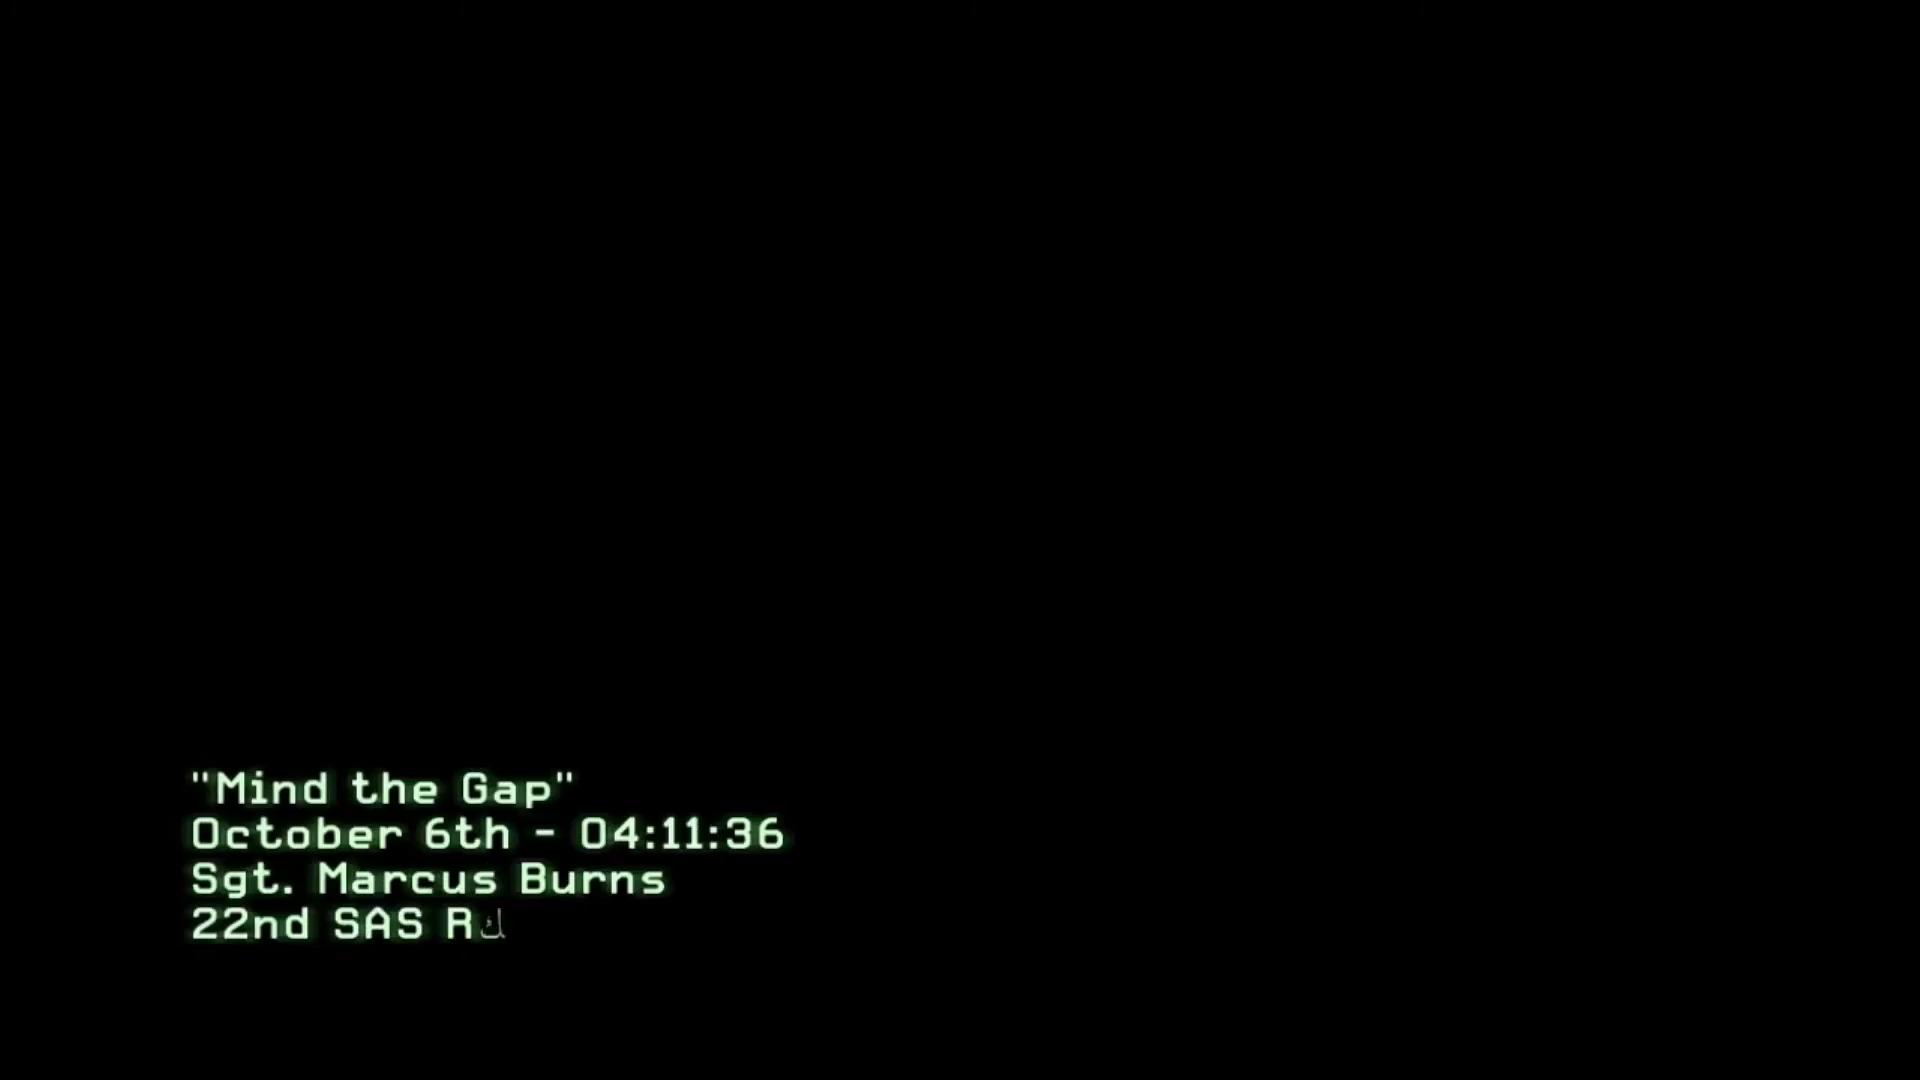 "Mind the Gap"
October 6th - 04:11:36
Sgt. Marcus Burns
22nd SAS R